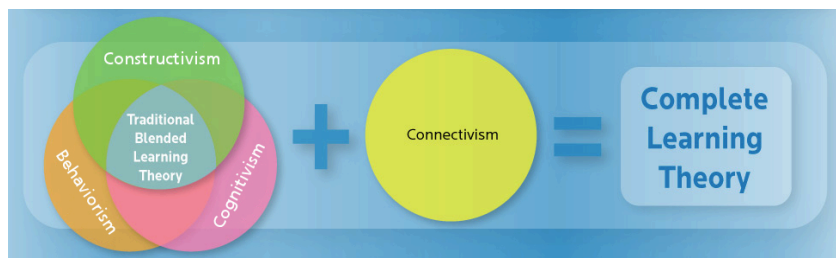 Constructivism
Traditional
Blended
Learning
Theory
Behaviorism
Cognitivism
+
Connectivism
=
Complete
Learning
Theory